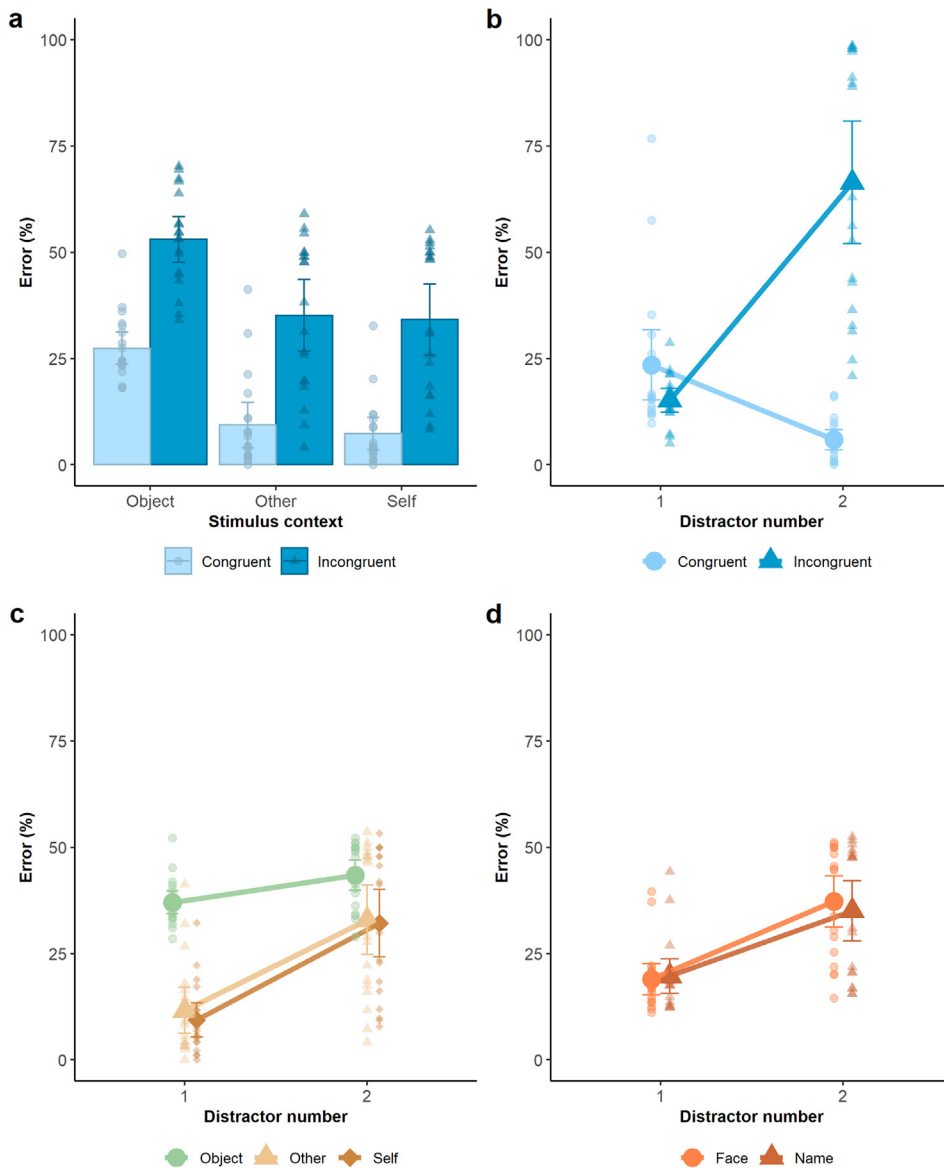 a
100
75
50
25
0
Error (%)
Object Other Self
Stimulus context
Congruent Incongruent
b
100
75
50
25
0
Error (%)
1 2
Distractor number
Congruent Incongruent
c
100
75
50
25
0
Error (%)
1 2
Distractor number
Object Other Self
d
100
75
50
25
0
Error (%)
1 2
Distractor number
Face Name